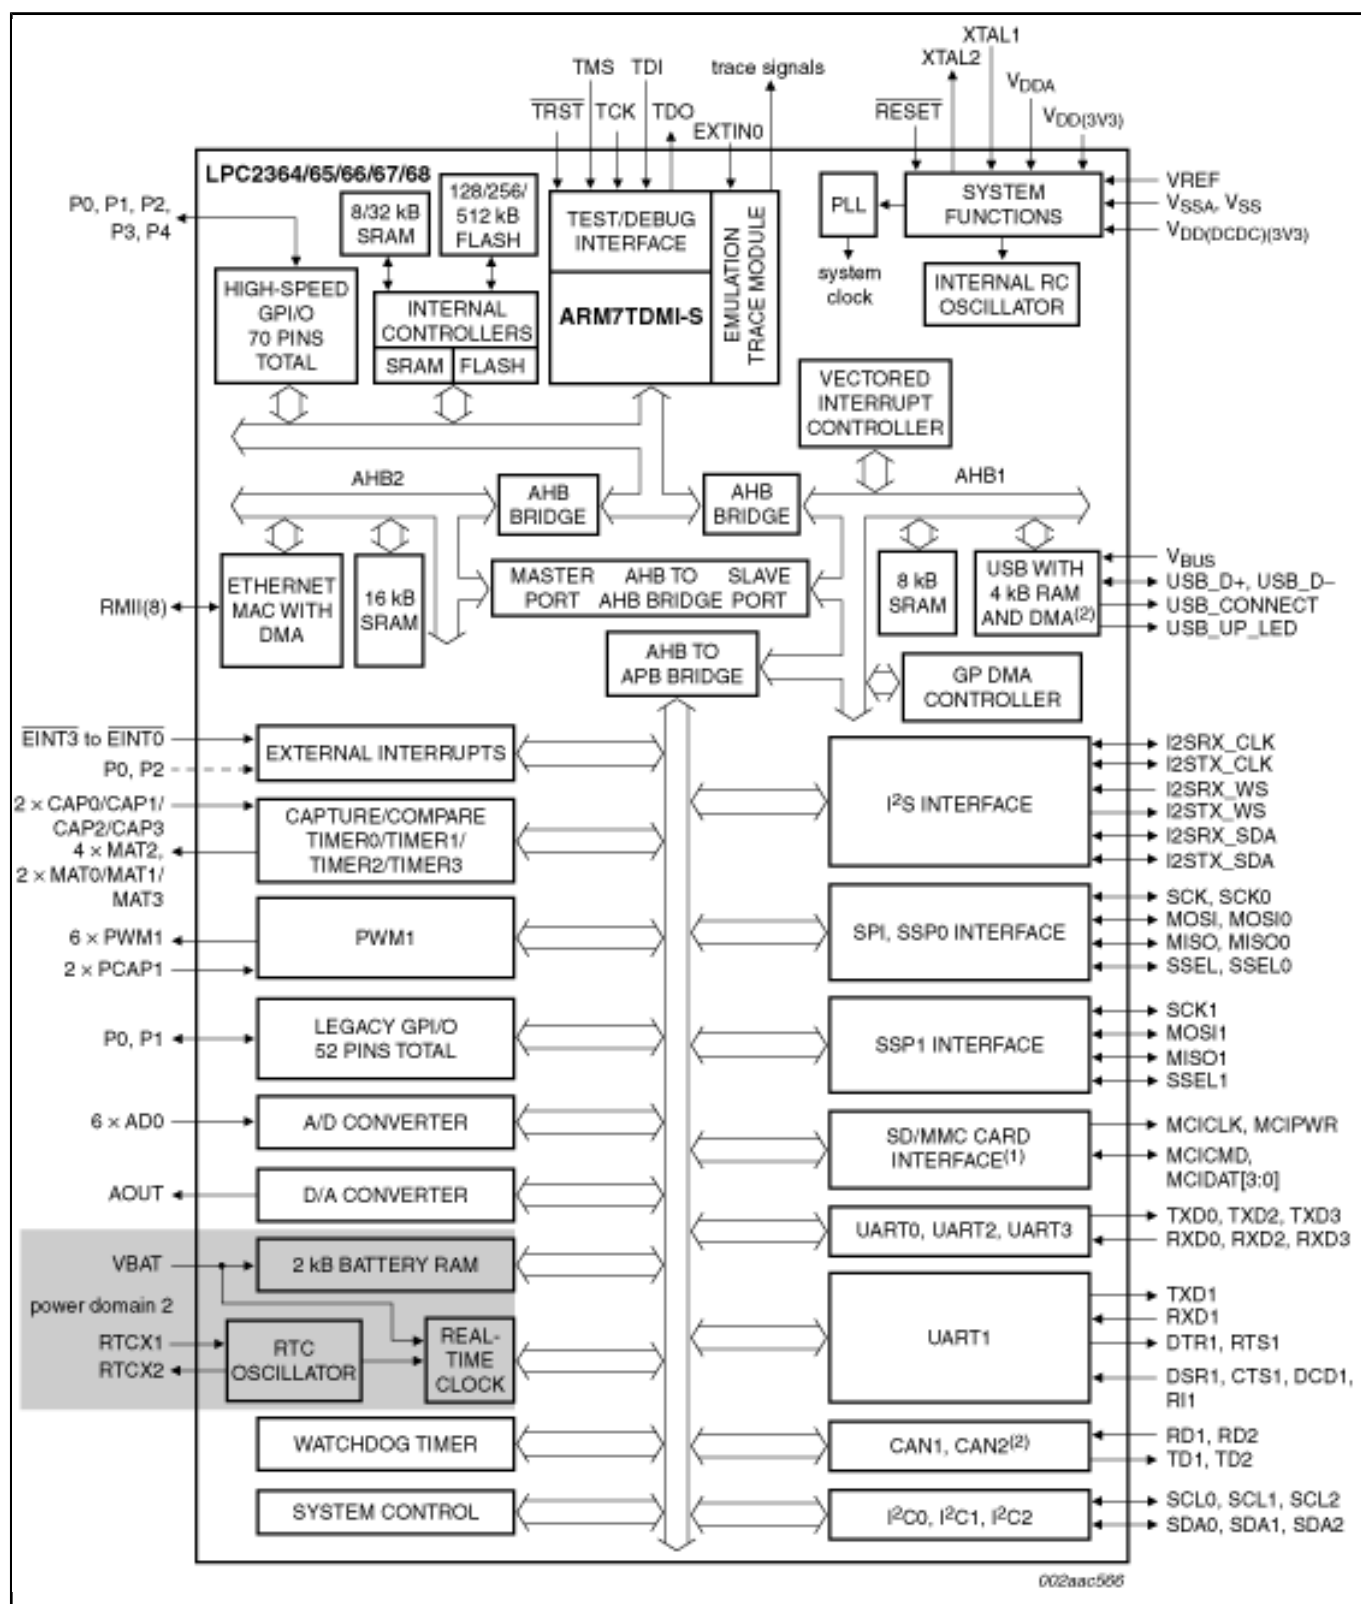 XTAL1
XTAL2
TMS TDI
trace signals
VDDA
TRST TCK TDO
EXTIN0
RESET
VDD(3V3)
LPC2364/65/66/67/68
P0, P1, P2,
P3, P4
8/32 kB
SRAM
128/256/
512 kB
FLASH
TEST/DEBUG
INTERFACE
EMULATION
TRACE MODULE
PLL
SYSTEM
FUNCTIONS
VREF
VSSA, VSS
VDD(DCDC)(3V3)
system
clock
HIGH-SPEED
GPI/O
70 PINS
TOTAL
INTERNAL
CONTROLLERS
SRAM FLASH
ARM7TDMI-S
INTERNAL RC
OSCILLATOR
VECTORED
INTERRUPT
CONTROLLER
AHB2
AHB
BRIDGE
AHB
BRIDGE
AHB1
ETHERNET
MAC WITH
DMA
16 kB
SRAM
MASTER
PORT
AHB TO
AHB BRIDGE
SLAVE
PORT
8 kB
SRAM
USB WITH
4 kB RAM
AND DMA(2)
VBUS
USB_D+, USB_D−
USB_CONNECT
USB_UP_LED
RMII(8)
AHB TO
APB BRIDGE
GP DMA
CONTROLLER
EINT3 to EINT0
P0, P2
EXTERNAL INTERRUPTS
2 × CAP0/CAP1/
CAP2/CAP3
4 × MAT2,
2 × MAT0/MAT1/
MAT3
CAPTURE/COMPARE
TIMER0/TIMER1/
TIMER2/TIMER3
I2S INTERFACE
I2SRX_CLK
I2STX_CLK
I2SRX_WS
I2STX_WS
I2SRX_SDA
I2STX_SDA
6 × PWM1
2 × PCAP1
PWM1
SPI, SSP0 INTERFACE
SCK, SCK0
MOSI, MOSI0
MISO, MISO0
SSEL, SSEL0
P0, P1
LEGACY GPI/O
52 PINS TOTAL
SSP1 INTERFACE
SCK1
MOSI1
MISO1
SSEL1
6 × AD0
A/D CONVERTER
SD/MMC CARD
INTERFACE(1)
MCICLK, MCIPWR
MCICMD,
MCIDAT[3:0]
AOUT
D/A CONVERTER
UART0, UART2, UART3
TXD0, TXD2, TXD3
RXD0, RXD2, RXD3
VBAT
2 kB BATTERY RAM
power domain 2
RTCX1
RTCX2
RTC
OSCILLATOR
REAL-
TIME
CLOCK
UART1
TXD1
RXD1
DTR1, RTS1
DSR1, CTS1, DCD1,
RI1
WATCHDOG TIMER
CAN1, CAN2(2)
RD1, RD2
TD1, TD2
SYSTEM CONTROL
I2C0, I2C1, I2C2
SCL0, SCL1, SCL2
SDA0, SDA1, SDA2
002aac566